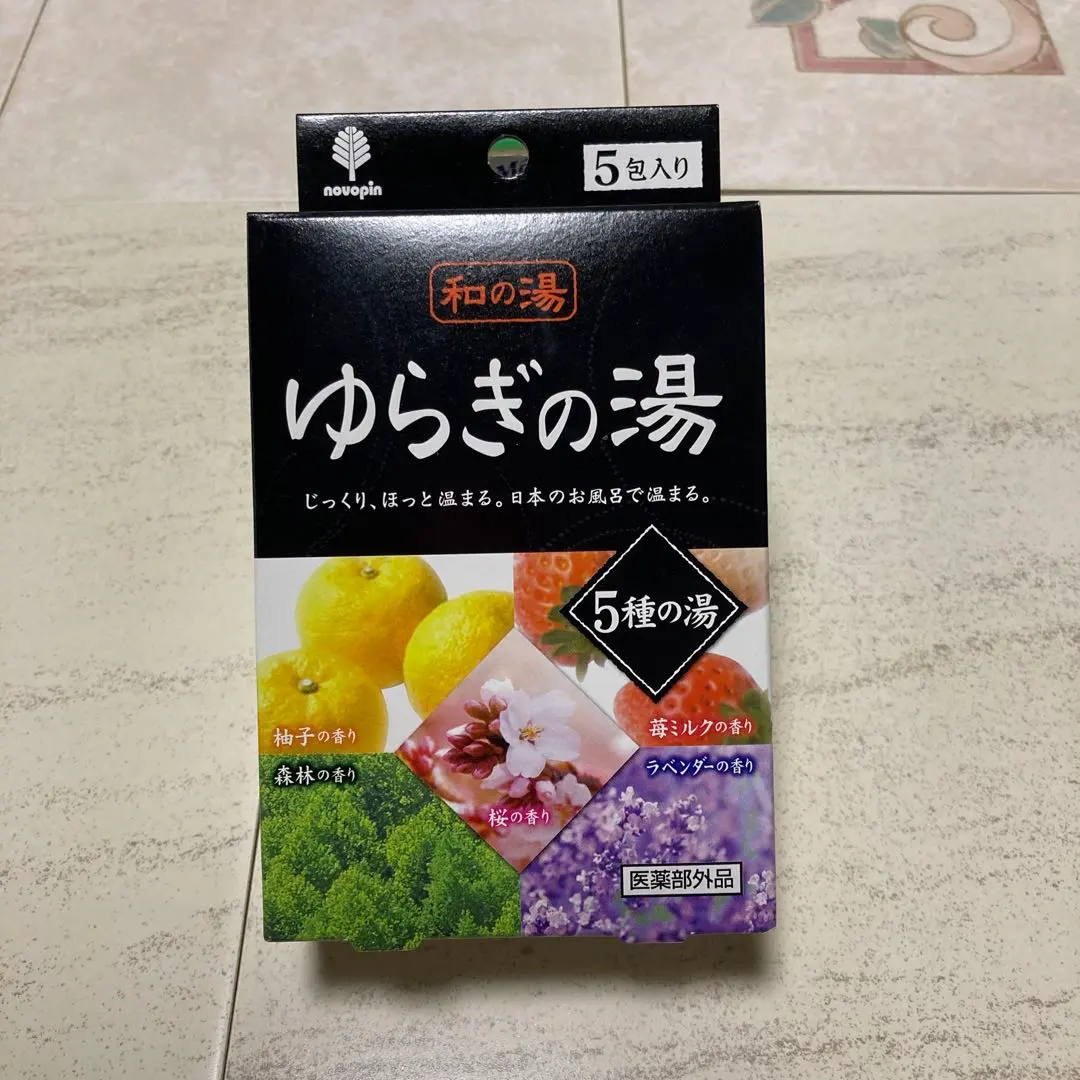 novopin
5包入り
和の湯
ゆらぎの湯
じっくり、ほっと温まる。日本のお風呂で温まる。
5種の湯
柚子の香り
苺ミルクの香り
森林の香り
ラベンダーの香り
桜の香り
医薬部外品